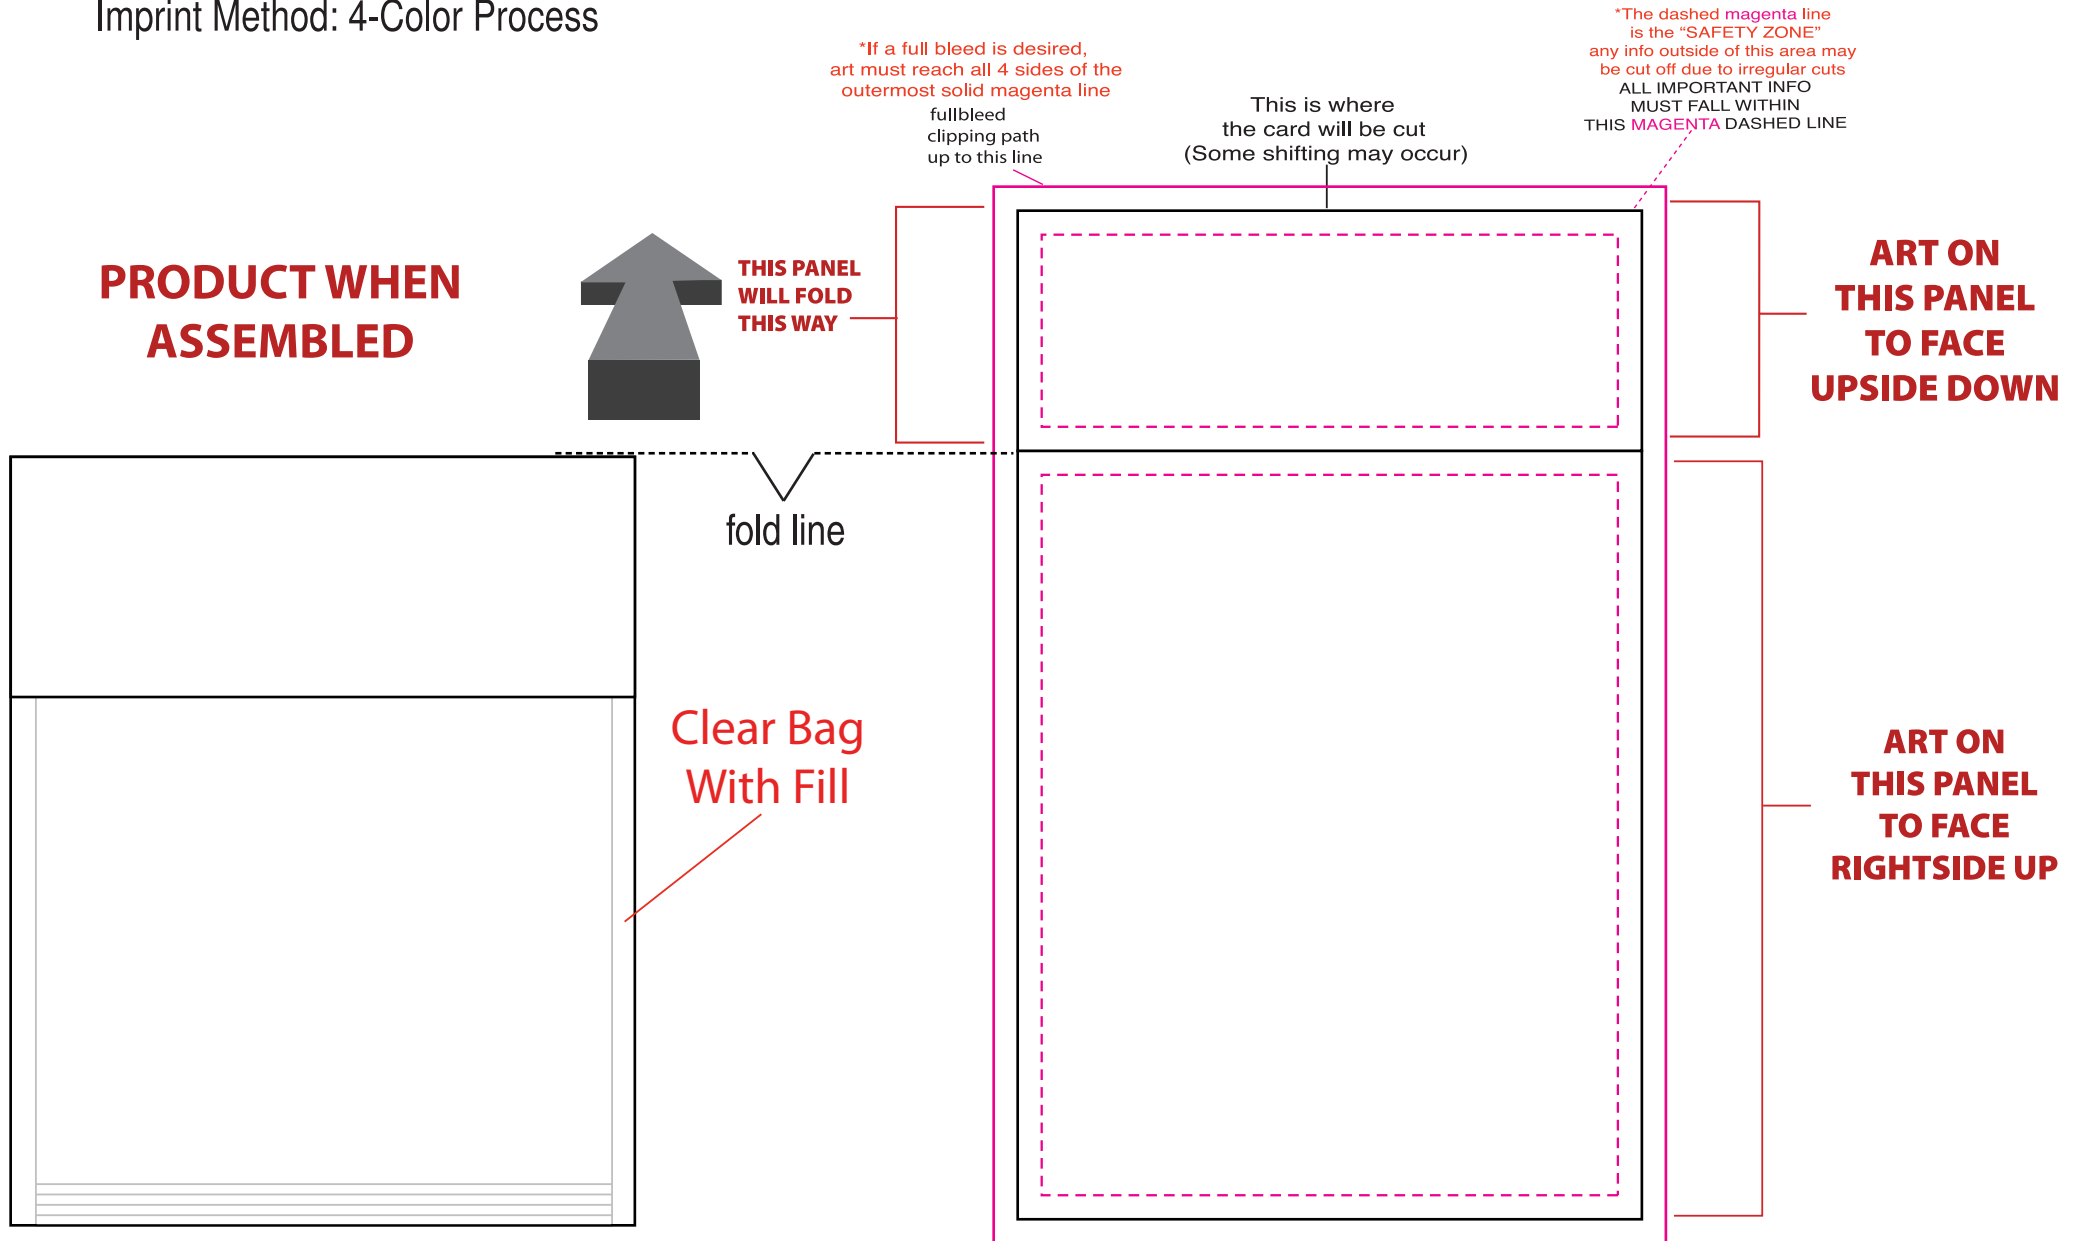 Imprint Method: 4-Color Process
*If a full bleed is desired,
art must reach all 4 sides of the
outermost solid magenta line
fullbleed
clipping path
up to this line
This is where
the card will be cut
(Some shifting may occur)
*The dashed magenta line
is the “SAFETY ZONE”
any info outside of this area may
be cut off due to irregular cuts
ALL IMPORTANT INFO
MUST FALL WITHIN
THIS MAGENTA DASHED LINE
PRODUCT WHEN
ASSEMBLED
THIS PANEL
WILL FOLD
THIS WAY
ART ON
THIS PANEL
TO FACE
UPSIDE DOWN
fold line
Clear Bag
With Fill
ART ON
THIS PANEL
TO FACE
RIGHTSIDE UP